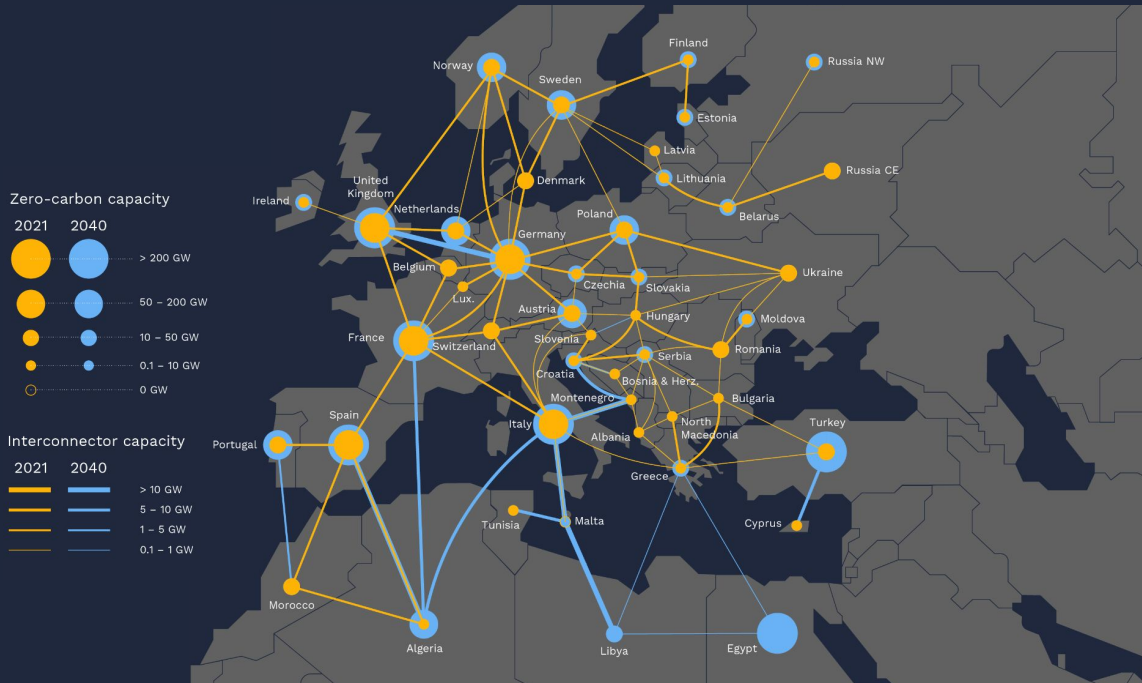 Finland
Norway
Russia NW
Sweden
Estonia
Latvia
Russia CE
Lithuania
Denmark
United
Kingdom
Ireland
Netherlands
Poland
Belarus
Germany
Belgium
Ukraine
Czechia
Slovakia
Lux.
Austria
Hungary
Moldova
France
Switzerland
Slovenia
Romania
Serbia
Croatia
Bosnia & Herz.
Montenegro
Bulgaria
Spain
Italy
North
Macedonia
Turkey
Albania
Portugal
Greece
Tunisia
Malta
Cyprus
Morocco
Algeria
Libya
Egypt
Zero-carbon capacity
2021 2040
> 200 GW
50 – 200 GW
10 – 50 GW
0.1 – 10 GW
0 GW
Interconnector capacity
2021 2040
> 10 GW
5 – 10 GW
1 – 5 GW
0.1 – 1 GW